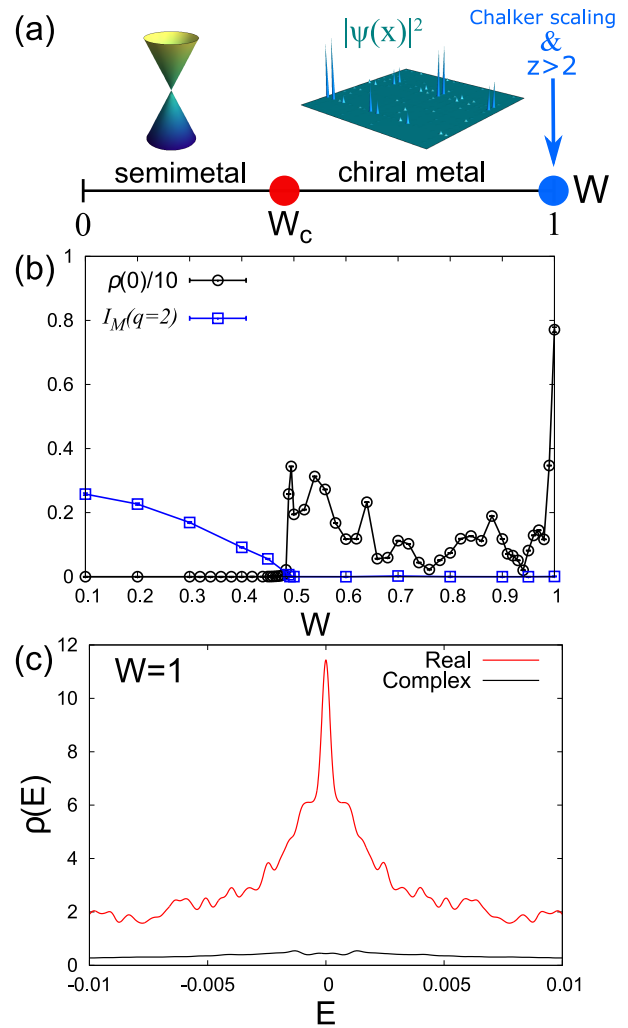 (a)
|ψ(x)|²
Chalker scaling
&
z>2
semimetal
chiral metal
W
0
W_c
1
(b)
ρ(0)/10
I_M(q=2)
1
0.8
0.6
0.4
0.2
0
0.1 0.2 0.3 0.4 0.5 0.6 0.7 0.8 0.9 1
W
(c)
W=1
Real
Complex
12
10
8
6
4
2
0
ρ(E)
-0.01 -0.005 0 0.005 0.01
E